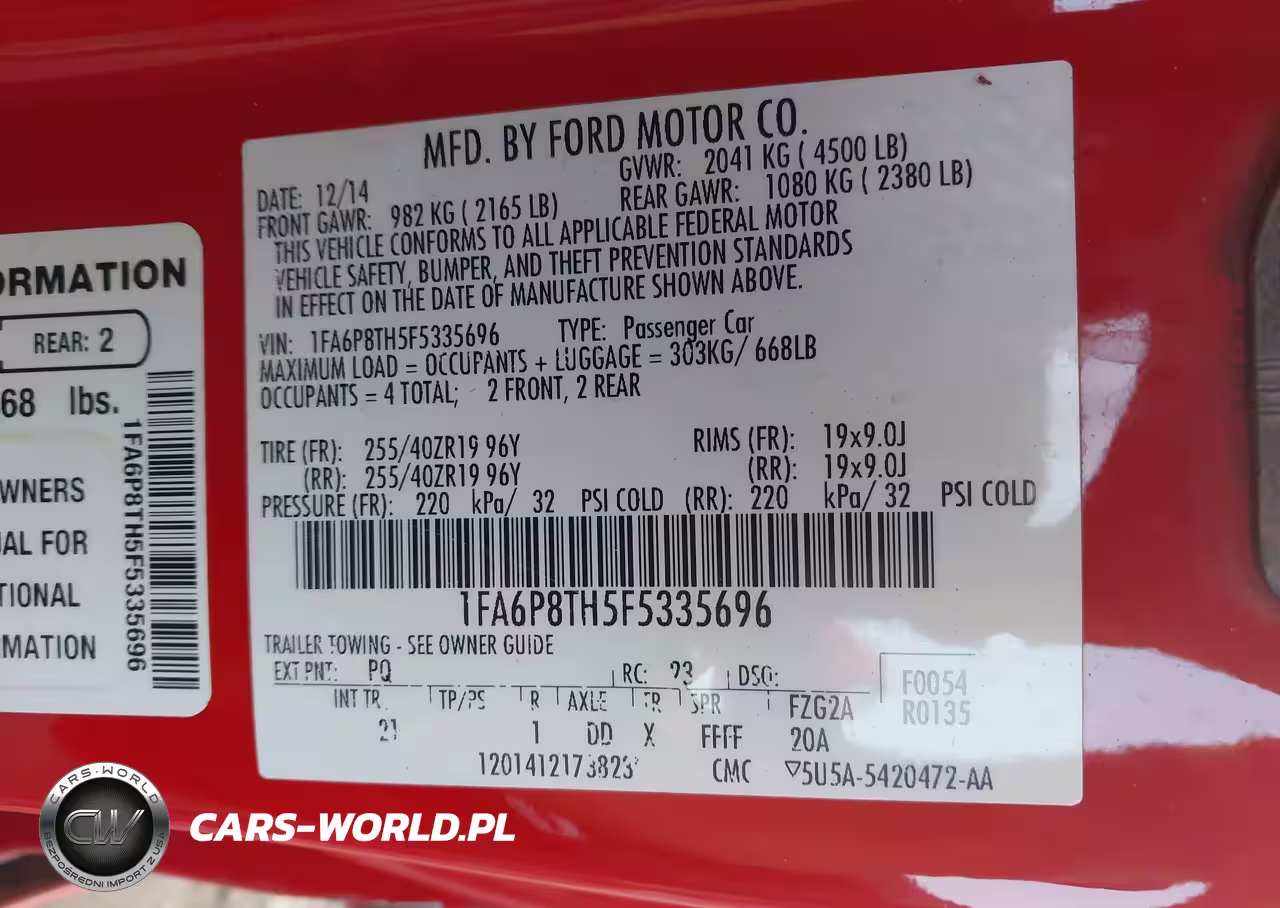 ORMATION
REAR: 2
68 lbs.
WNERS
AL FOR
TIONAL
MATION
1FA6P8TH5F5335696
MFD. BY FORD MOTOR CO.
DATE: 12/14 GVWR: 2041 KG ( 4500 LB)
FRONT GAWR: 982 KG ( 2165 LB) REAR GAWR: 1080 KG ( 2380 LB)
THIS VEHICLE CONFORMS TO ALL APPLICABLE FEDERAL MOTOR
VEHICLE SAFETY, BUMPER, AND THEFT PREVENTION STANDARDS
IN EFFECT ON THE DATE OF MANUFACTURE SHOWN ABOVE.
VIN: 1FA6P8TH5F5335696 TYPE: Passenger Car
MAXIMUM LOAD = OCCUPANTS + LUGGAGE = 303KG/ 668LB
OCCUPANTS = 4 TOTAL; 2 FRONT, 2 REAR
TIRE (FR): 255/40ZR19 96Y RIMS (FR): 19x9.0J
(RR): 255/40ZR19 96Y (RR): 19x9.0J
PRESSURE (FR): 220 kPa/ 32 PSI COLD (RR): 220 kPa/ 32 PSI COLD
1FA6P8TH5F5335696
TRAILER TOWING - SEE OWNER GUIDE
EXT PNT: PQ RC: 23 DSO:
INT TR TP/PS R AXLE TR SPR FZG2A
21 1 DD X FFFF 20A
F0054
R0135
CMC 5U5A-5420472-AA
CARS-WORLD
CW
BEZPOŚREDNI IMPORT Z USA
CARS-WORLD.PL